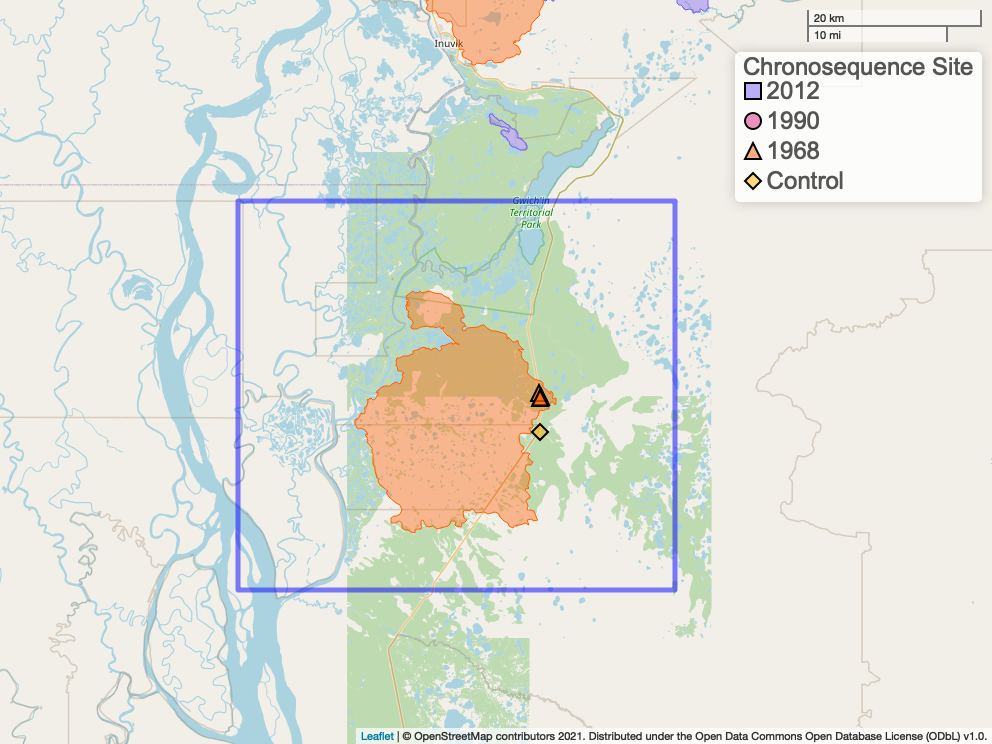 20 km
10 mi
Inuvik
Chronosequence Site
2012
1990
1968
Control
Gwich'in
Territorial
Park
Leaflet | © OpenStreetMap contributors 2021. Distributed under the Open Data Commons Open Database License (ODbL) v1.0.